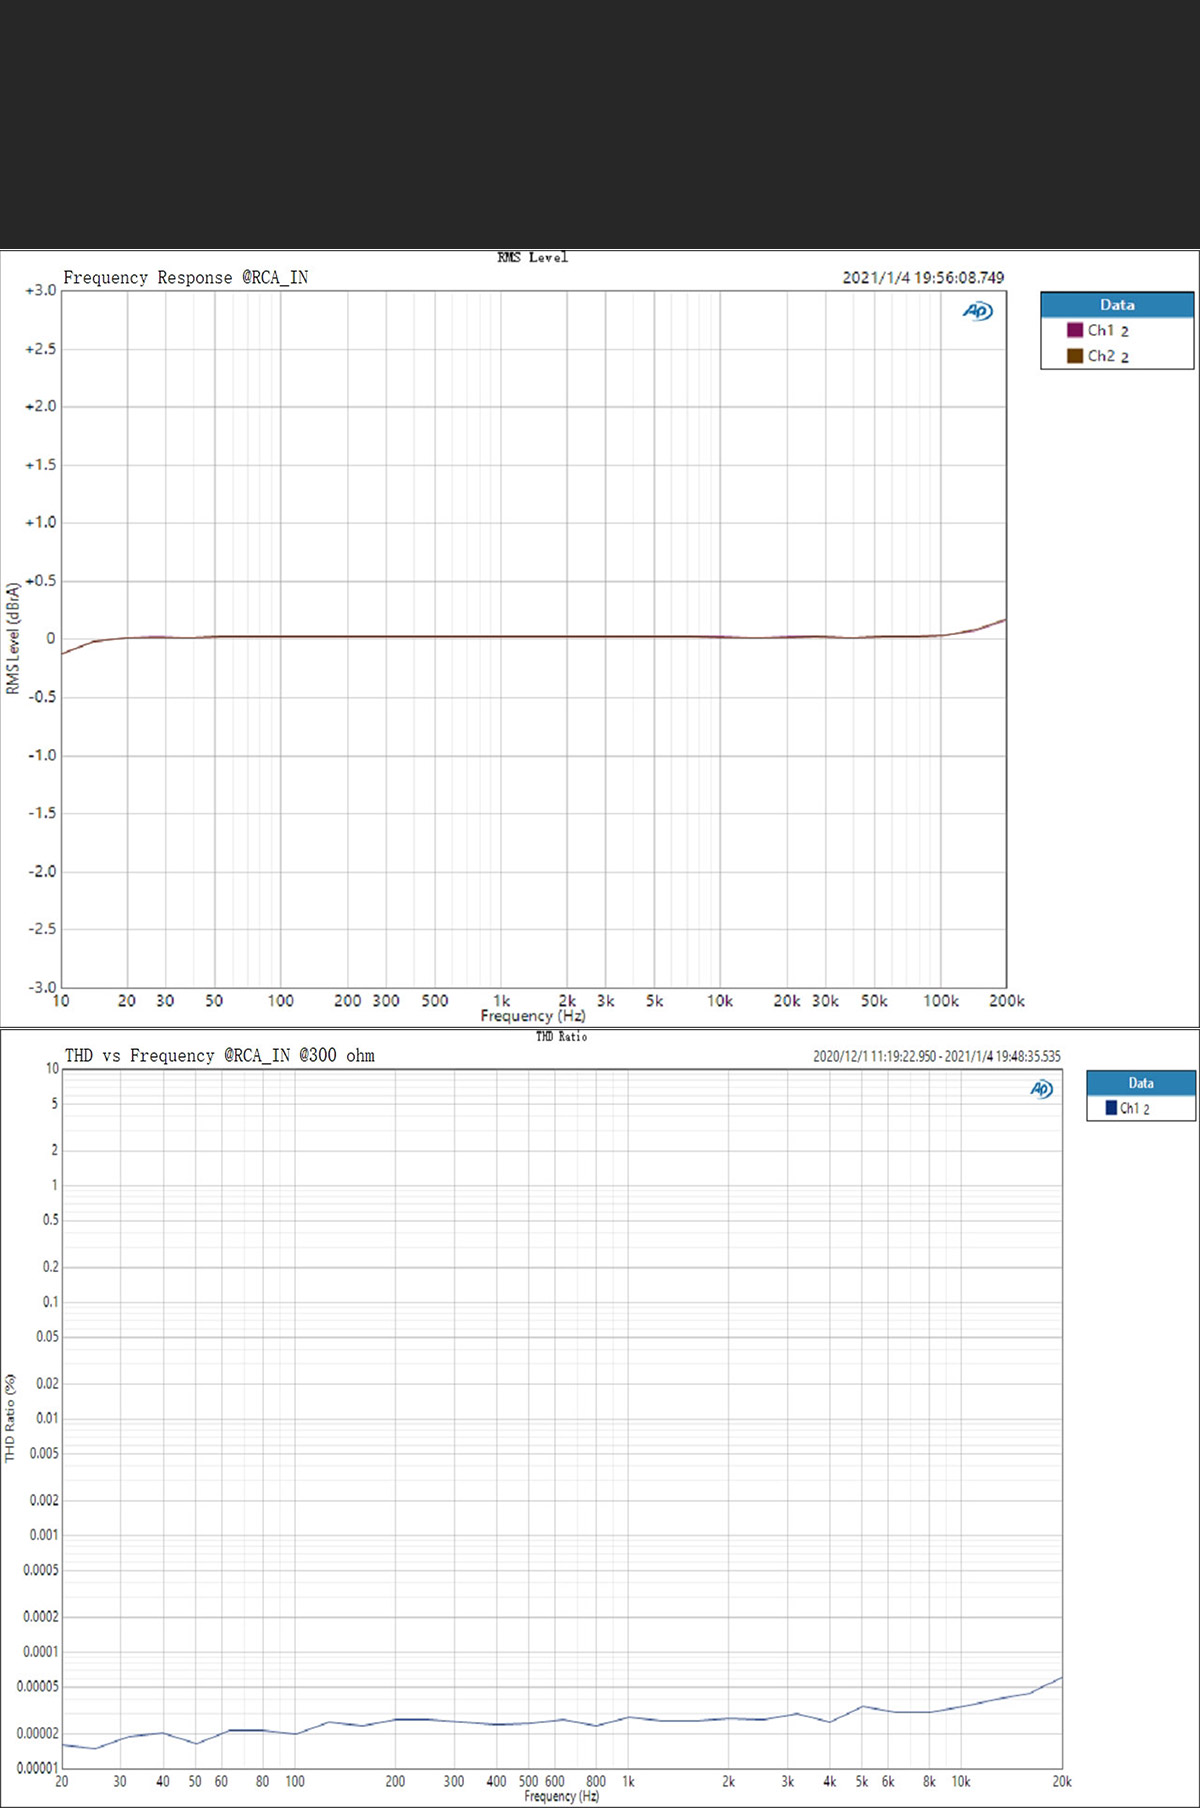 RMS Level
Frequency Response @RCA_IN
2021/1/4 19:56:08.749
AP
Data
Ch1 2
Ch2 2
RMS Level (dBrA)
+3.0
+2.5
+2.0
+1.5
+1.0
+0.5
0
-0.5
-1.0
-1.5
-2.0
-2.5
-3.0
10 20 30 50 100 200 300 500 1k 2k 3k 5k 10k 20k 30k 50k 100k 200k
Frequency (Hz)
THD Ratio
THD vs Frequency @RCA_IN @300 ohm
2020/12/1 11:19:22.950 - 2021/1/4 19:48:35.535
AP
Data
Ch1 2
THD Ratio (%)
10
5
2
1
0.5
0.2
0.1
0.05
0.02
0.01
0.005
0.002
0.001
0.0005
0.0002
0.0001
0.00005
0.00002
0.00001
20 30 40 50 60 80 100 200 300 400 500 600 800 1k 2k 3k 4k 5k 6k 8k 10k 20k
Frequency (Hz)